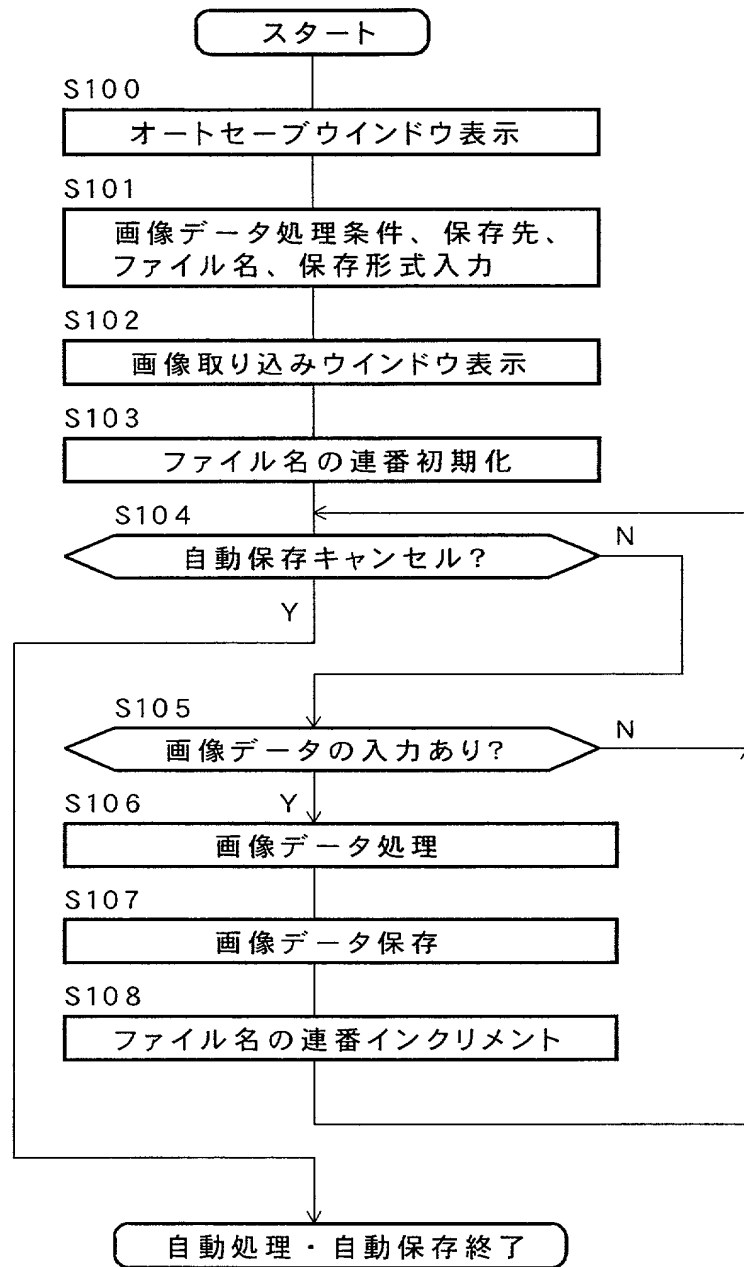 スタート
S100
オートセーブウインドウ表示
S101
画像データ処理条件、保存先、
ファイル名、保存形式入力
S102
画像取り込みウインドウ表示
S103
ファイル名の連番初期化
S104
自動保存キャンセル?
N
Y
S105
画像データの入力あり?
N
Y
S106
画像データ処理
S107
画像データ保存
S108
ファイル名の連番インクリメント
自動処理・自動保存終了